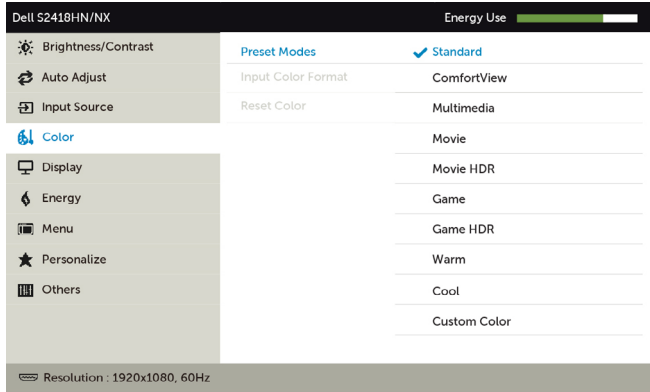 Dell S2418HN/NX
Energy Use
Brightness/Contrast
Auto Adjust
Input Source
Color
Display
Energy
Menu
Personalize
Others
Preset Modes
Input Color Format
Reset Color
Standard
ComfortView
Multimedia
Movie
Movie HDR
Game
Game HDR
Warm
Cool
Custom Color
Resolution : 1920x1080, 60Hz